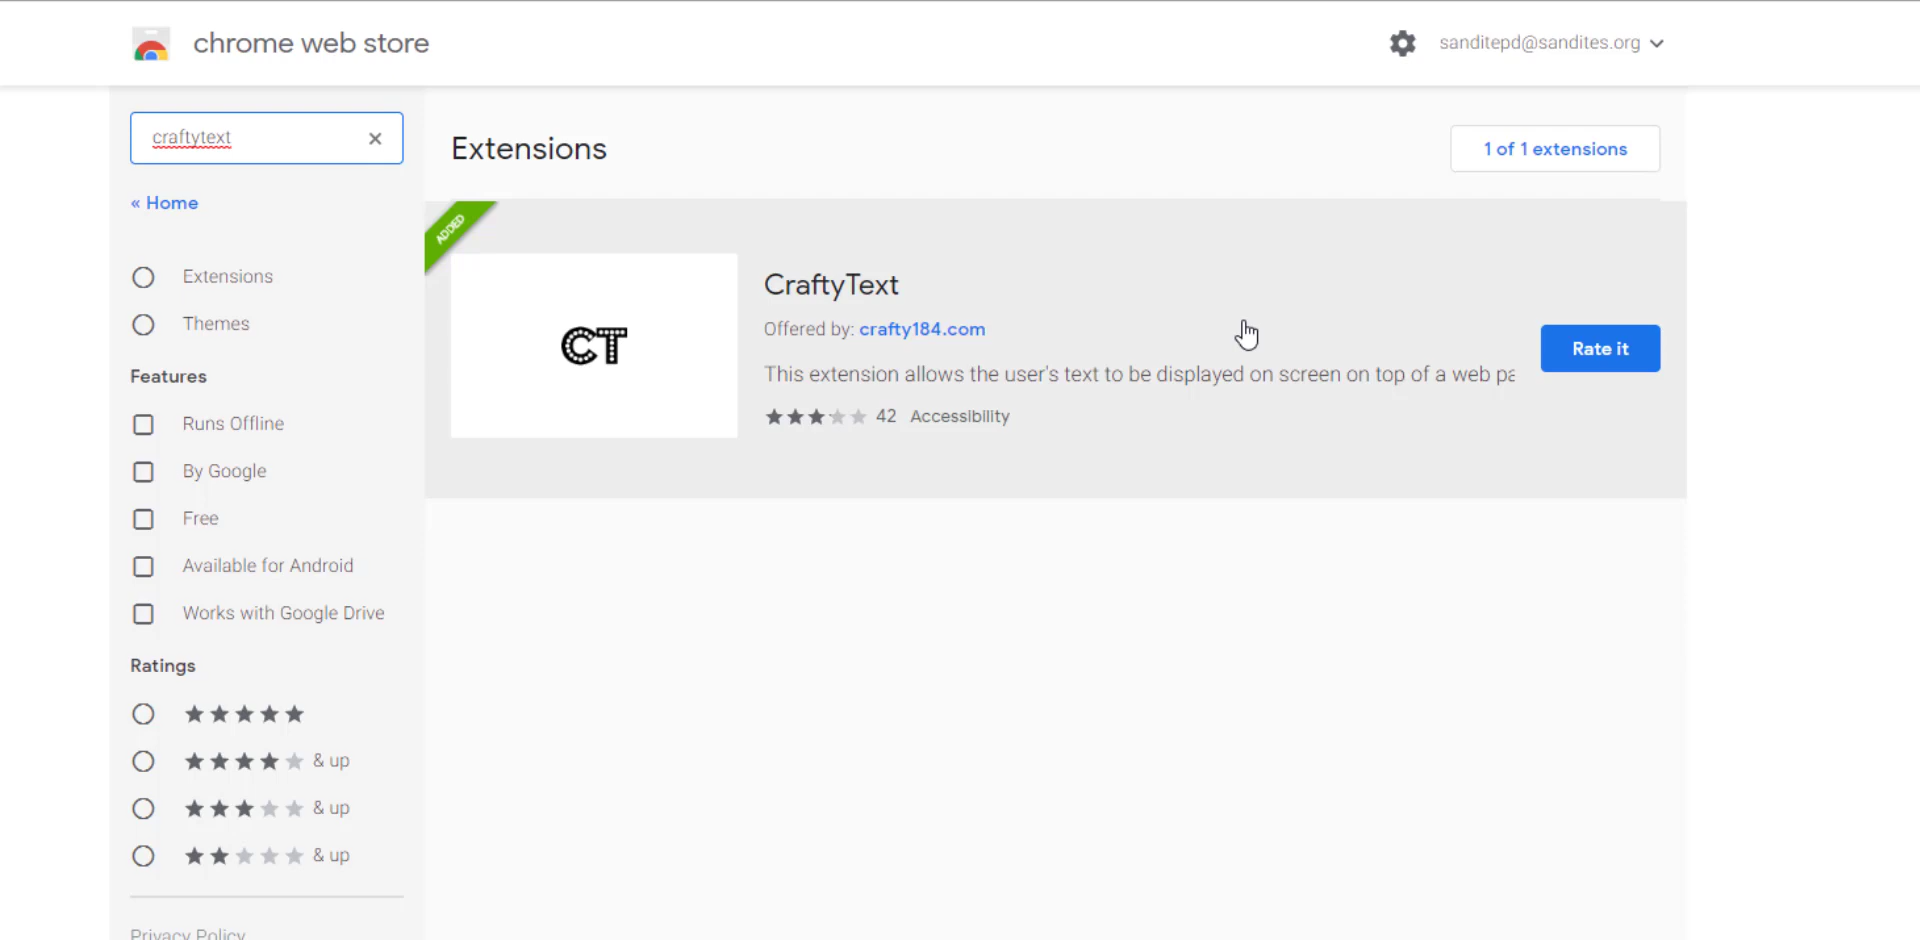 chrome web store
sanditepd@sandites.org
craftytext
« Home
Extensions
Themes
Features
Runs Offline
By Google
Free
Available for Android
Works with Google Drive
Ratings
& up
& up
& up
Privacy Policy
Extensions
1 of 1 extensions
ADDED
CT
CraftyText
Offered by: crafty184.com
This extension allows the user's text to be displayed on screen on top of a web pa
42 Accessibility
Rate it